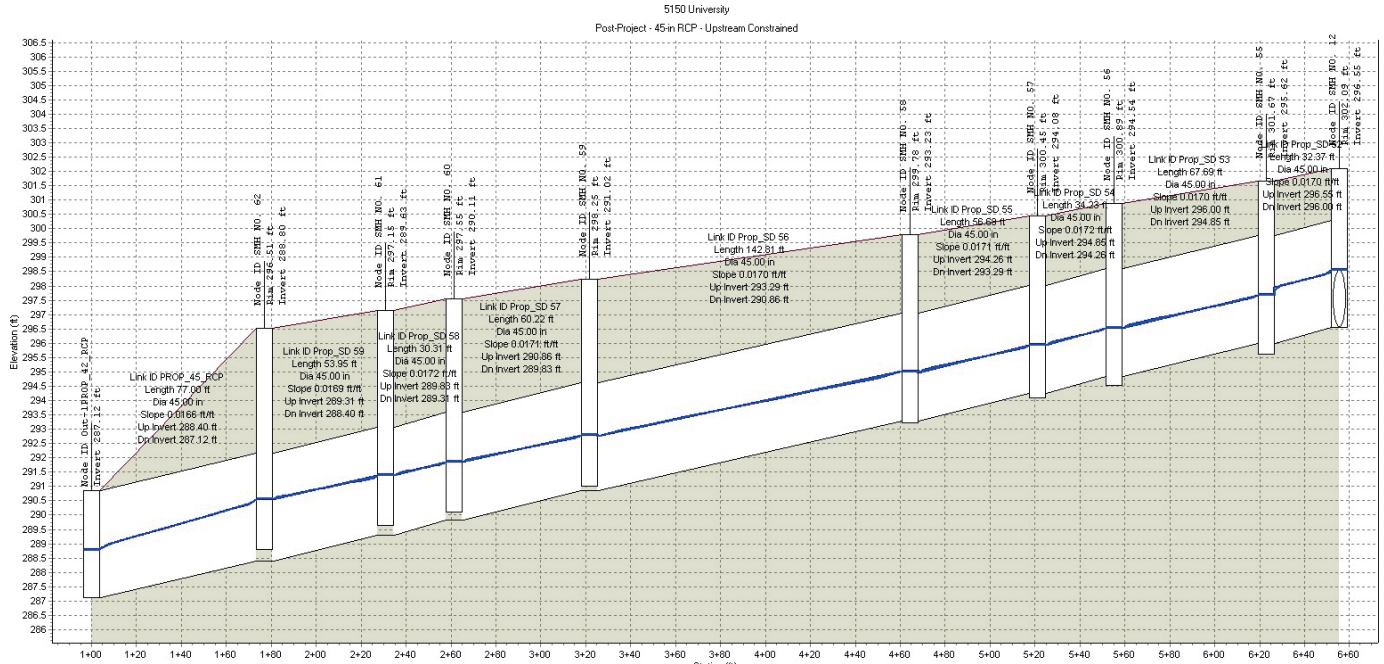 5150 University
Post-Project - 45-in RCP - Upstream Constrained
Elevation (ft)
306.5
306
305.5
305
304.5
304
303.5
303
302.5
302
301.5
301
300.5
300
299.5
299
298.5
298
297.5
297
296.5
296
295.5
295
294.5
294
293.5
293
292.5
292
291.5
291
290.5
290
289.5
289
288.5
288
287.5
287
286.5
286
Node ID Out-1PROP_42_RCP
Invert 287.12 ft
Link ID PROP_45_RCP
Length 77.00 ft
Dia 45.00 in
Slope 0.0166 ft/ft
Up Invert 288.40 ft
Dn Invert 287.12 ft
Node ID SMH NO. 62
Rim 296.51 ft
Invert 288.80 ft
Link ID Prop_SD 59
Length 53.95 ft
Dia 45.00 in
Slope 0.0169 ft/ft
Up Invert 289.31 ft
Dn Invert 288.40 ft
Node ID SMH NO. 61
Rim 297.15 ft
Invert 289.63 ft
Link ID Prop_SD 58
Length 30.31 ft
Dia 45.00 in
Slope 0.0172 ft/ft
Up Invert 289.83 ft
Dn Invert 289.31 ft
Node ID SMH NO. 60
Rim 297.55 ft
Invert 290.11 ft
Link ID Prop_SD 57
Length 60.22 ft
Dia 45.00 in
Slope 0.0171 ft/ft
Up Invert 290.86 ft
Dn Invert 289.83 ft
Node ID SMH NO. 59
Rim 298.25 ft
Invert 291.02 ft
Link ID Prop_SD 56
Length 142.81 ft
Dia 45.00 in
Slope 0.0170 ft/ft
Up Invert 293.29 ft
Dn Invert 290.86 ft
Node ID SMH NO. 58
Rim 299.78 ft
Invert 293.23 ft
Link ID Prop_SD 55
Length 56.69 ft
Dia 45.00 in
Slope 0.0171 ft/ft
Up Invert 294.26 ft
Dn Invert 293.29 ft
Node ID SMH NO. 57
Rim 300.45 ft
Invert 294.08 ft
Link ID Prop_SD 54
Length 34.23 ft
Dia 45.00 in
Slope 0.0172 ft/ft
Up Invert 294.85 ft
Dn Invert 294.26 ft
Node ID SMH NO. 56
Rim 300.89 ft
Invert 294.54 ft
Link ID Prop_SD 53
Length 67.69 ft
Dia 45.00 in
Slope 0.0170 ft/ft
Up Invert 296.00 ft
Dn Invert 294.85 ft
Node ID SMH NO. 55
Rim 301.67 ft
Invert 295.62 ft
Link ID Prop_SD 52
Length 32.37 ft
Dia 45.00 in
Slope 0.0170 ft/ft
Up Invert 296.55 ft
Dn Invert 296.00 ft
Node ID SMH NO. 12
Rim 302.09 ft
Invert 296.55 ft
1+00 1+20 1+40 1+60 1+80 2+00 2+20 2+40 2+60 2+80 3+00 3+20 3+40 3+60 3+80 4+00 4+20 4+40 4+60 4+80 5+00 5+20 5+40 5+60 5+80 6+00 6+20 6+40 6+60